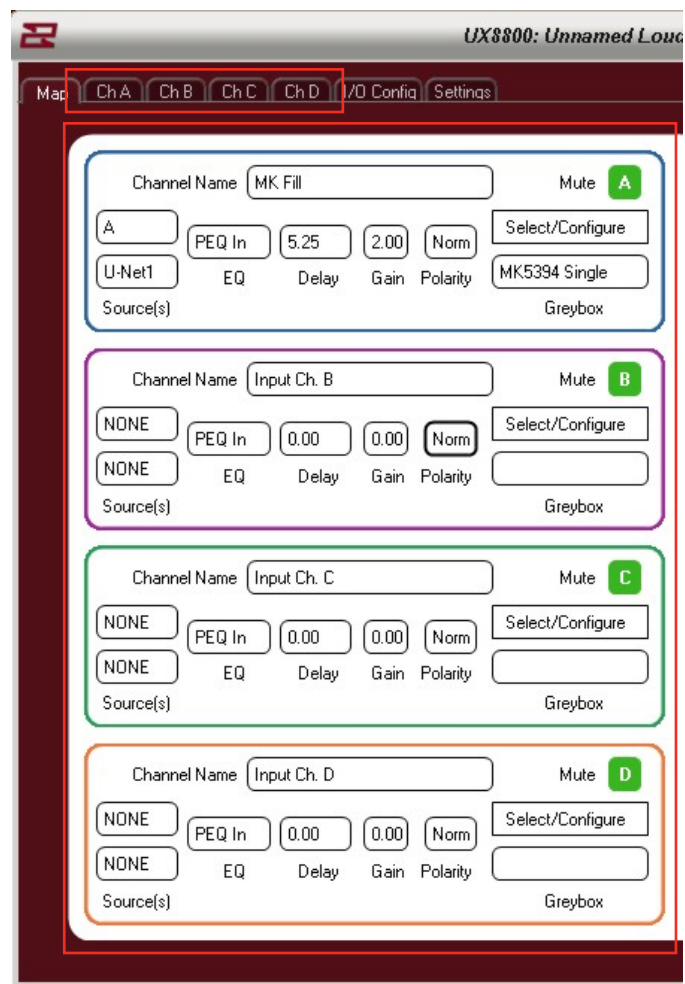 UX8800: Unnamed Loud
Map Ch A Ch B Ch C Ch D I/O Config Settings
Channel Name MK Fill Mute A
A Select/Configure
PEQ In 5.25 2.00 Norm
U-Net1 EQ Delay Gain Polarity MK5394 Single
Source(s) Greybox
Channel Name Input Ch. B Mute B
NONE Select/Configure
PEQ In 0.00 0.00 Norm
NONE EQ Delay Gain Polarity
Source(s) Greybox
Channel Name Input Ch. C Mute C
NONE Select/Configure
PEQ In 0.00 0.00 Norm
NONE EQ Delay Gain Polarity
Source(s) Greybox
Channel Name Input Ch. D Mute D
NONE Select/Configure
PEQ In 0.00 0.00 Norm
NONE EQ Delay Gain Polarity
Source(s) Greybox